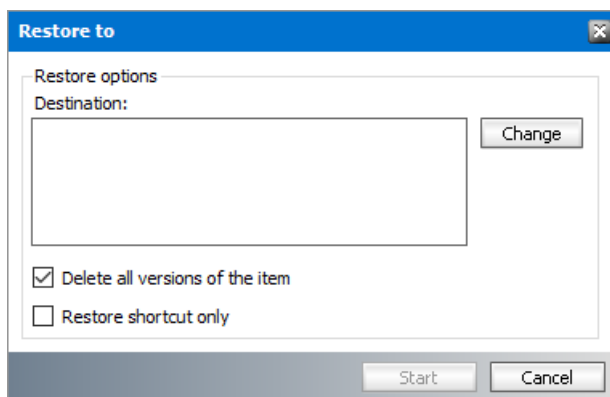 Restore to
Restore options
Destination:
Change
Delete all versions of the item
Restore shortcut only
Start Cancel